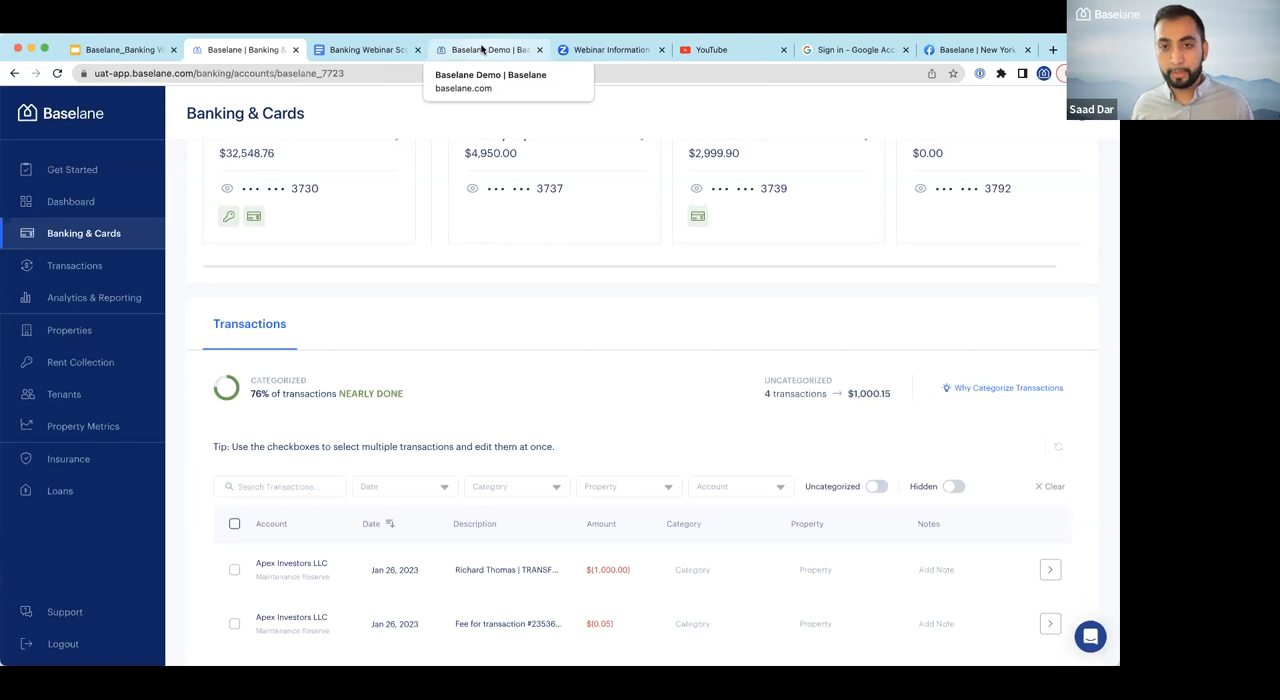 Baselane_Banking W
Baselane | Banking &
Banking Webinar Sc
Baselane Demo | Bas
Webinar Information
YouTube
Sign in - Google Acc
Baselane | New York
uat-app.baselane.com/banking/accounts/baselane_7723
Baselane Demo | Baselane
baselane.com
Baselane
Saad Dar
Baselane
Get Started
Dashboard
Banking & Cards
Transactions
Analytics & Reporting
Properties
Rent Collection
Tenants
Property Metrics
Insurance
Loans
Support
Logout
Banking & Cards
$32,548.76
$4,950.00
$2,999.90
$0.00
••• ••• 3730
••• ••• 3737
••• ••• 3739
••• ••• 3792
Transactions
CATEGORIZED
76% of transactions NEARLY DONE
UNCATEGORIZED
4 transactions → $1,000.15
Why Categorize Transactions
Tip: Use the checkboxes to select multiple transactions and edit them at once.
Search Transactions...
Date
Category
Property
Account
Uncategorized
Hidden
Clear
Account
Date
Description
Amount
Category
Property
Notes
Apex Investors LLC
Maintenance Reserve
Jan 26, 2023
Richard Thomas | TRANSF...
$(1,000.00)
Category
Property
Add Note
Apex Investors LLC
Maintenance Reserve
Jan 26, 2023
Fee for transaction #23536...
$(0.05)
Category
Property
Add Note